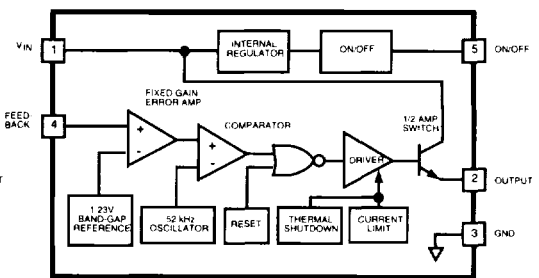 VIN
1
INTERNAL
REGULATOR
ON/OFF
5
ON/OFF
FIXED GAIN
ERROR AMP
FEED
BACK
4
+
-
COMPARATOR
+
-
DRIVER
1/2 AMP
SWITCH
2
OUTPUT
1 23V
BAND-GAP
REFERENCE
52 kHz
OSCILLATOR
RESET
THERMAL
SHUTDOWN
CURRENT
LIMIT
3
GND
T